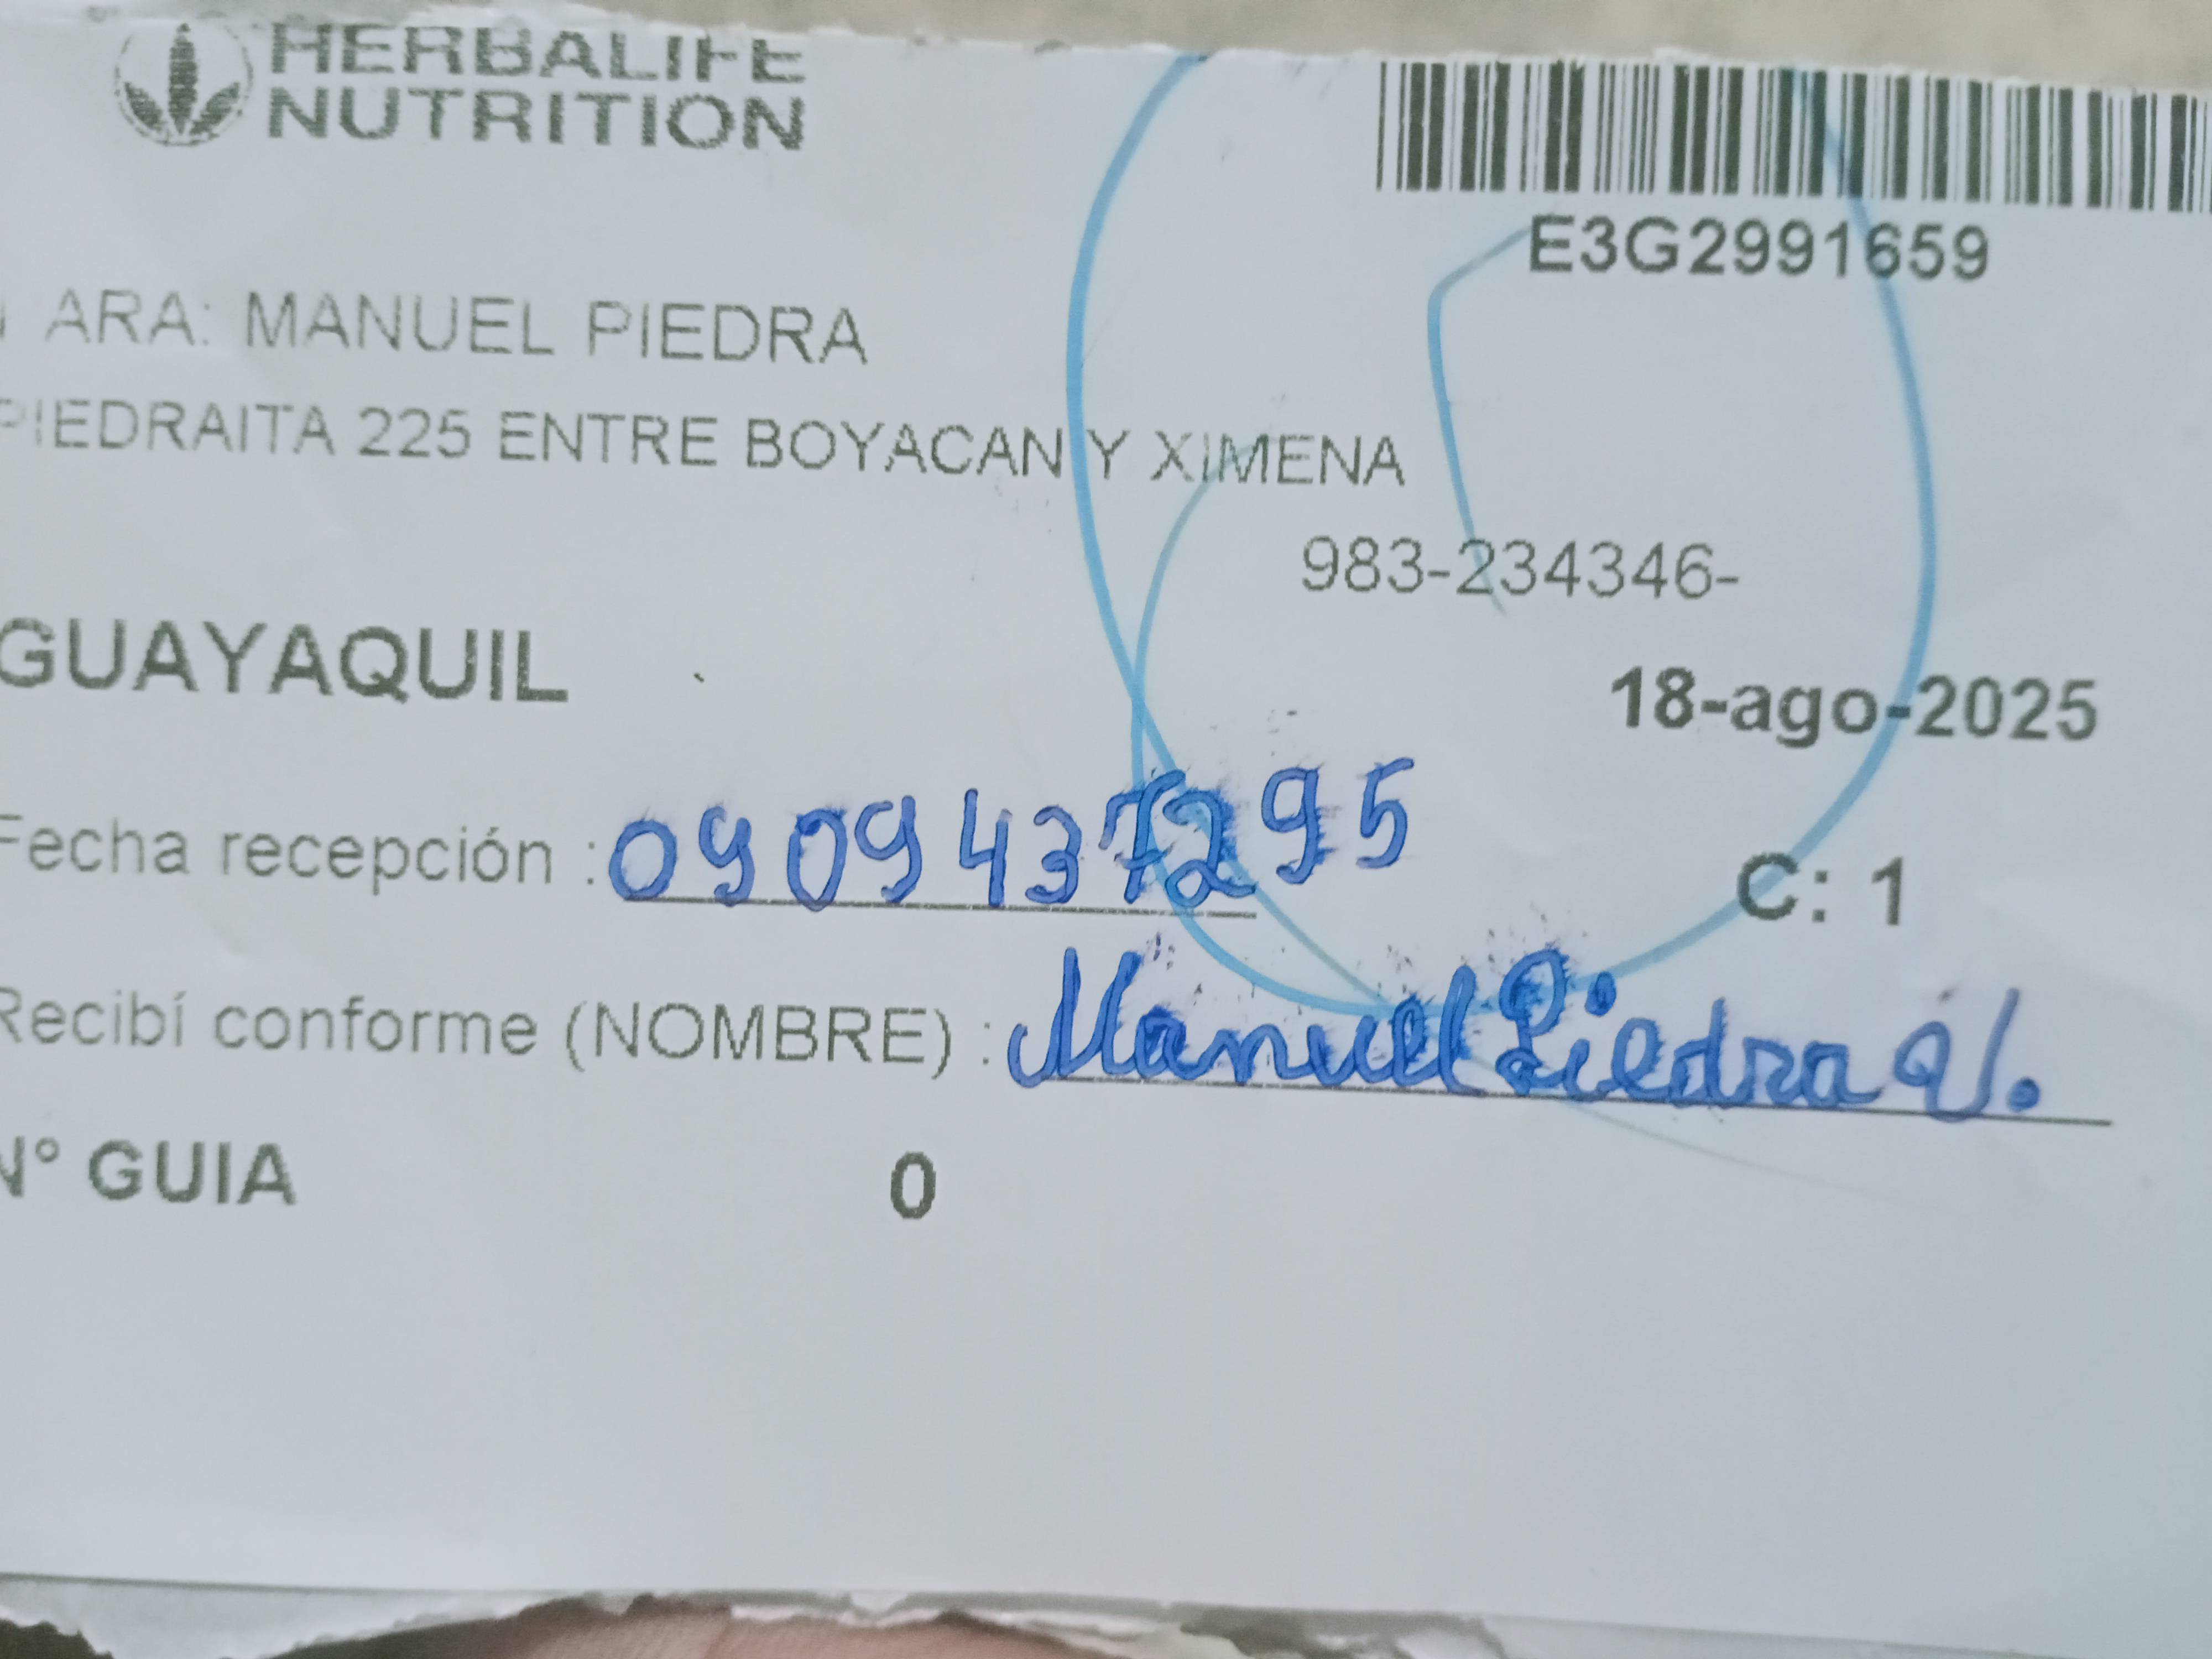 HERBALIFE
NUTRITION
E3G2991659
ARA: MANUEL PIEDRA
PIEDRAITA 225 ENTRE BOYACAN Y XIMENA
983-234346-
GUAYAQUIL
18-ago-2025
Fecha recepción : 0909437295
C: 1
Recibí conforme (NOMBRE) : Manuel Piedra V.
N° GUIA 0